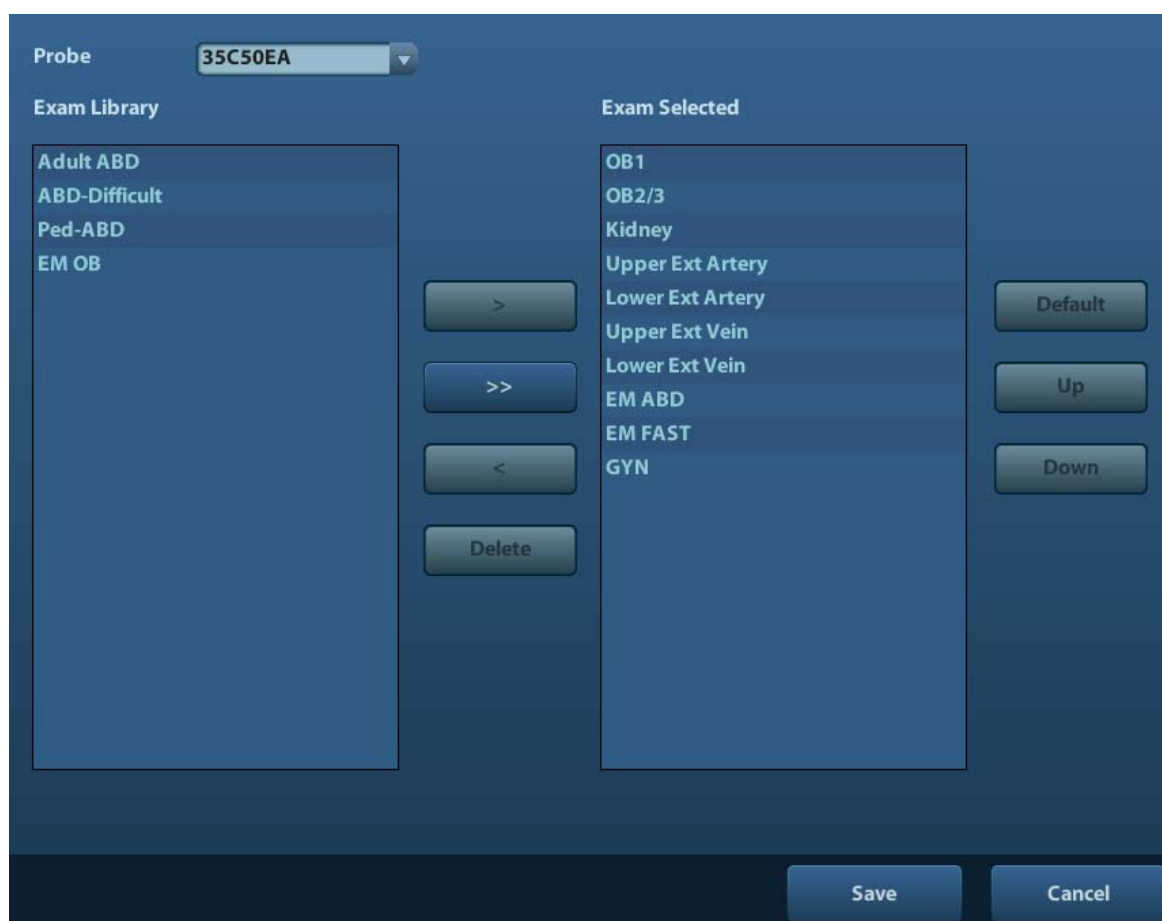 Probe 35C50EA
Exam Library
Exam Selected
Adult ABD
ABD-Difficult
Ped-ABD
EM OB
>
>>
<
Delete
OB1
OB2/3
Kidney
Upper Ext Artery
Lower Ext Artery
Upper Ext Vein
Lower Ext Vein
EM ABD
EM FAST
GYN
Default
Up
Down
Save
Cancel